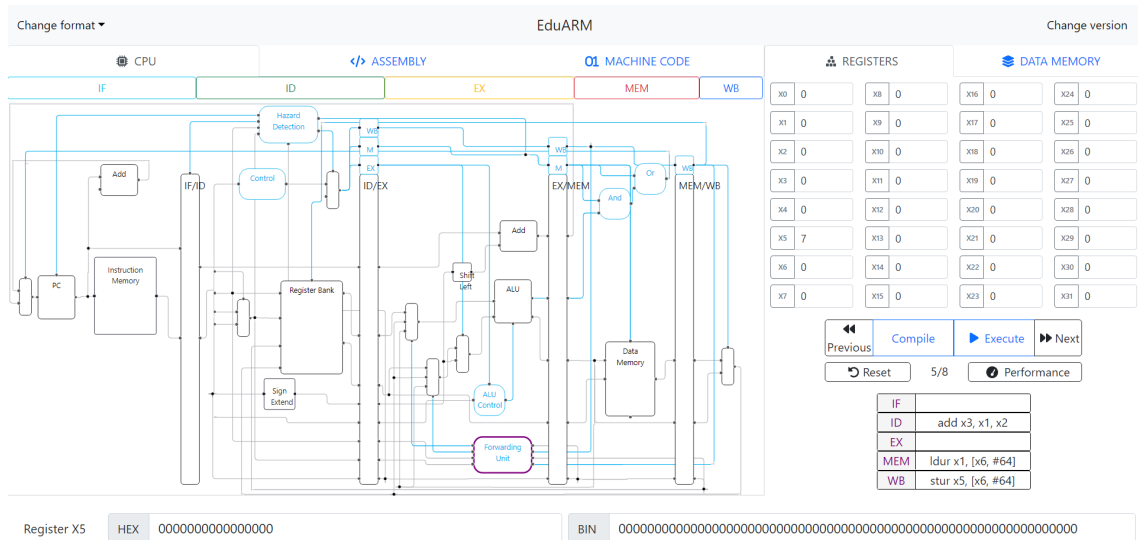 Change format EduARM Change version
CPU </> ASSEMBLY 01 MACHINE CODE REGISTERS DATA MEMORY
IF ID EX MEM WB
X0 0 X8 0 X16 0 X24 0
X1 0 X9 0 X17 0 X25 0
X2 0 X10 0 X18 0 X26 0
X3 0 X11 0 X19 0 X27 0
X4 0 X12 0 X20 0 X28 0
X5 7 X13 0 X21 0 X29 0
X6 0 X14 0 X22 0 X30 0
X7 0 X15 0 X23 0 X31 0
Hazard
Detection
WB
M
EX
WB
M
WB
Add
Control
IF/ID
ID/EX
EX/MEM
MEM/WB
Or
And
Add
Shift
Left
PC
Instruction
Memory
Register Bank
ALU
Data
Memory
Sign
Extend
ALU
Control
Forwarding
Unit
Previous Compile Execute Next
Reset 5/8 Performance
IF
ID add x3, x1, x2
EX
MEM ldur x1, [x6, #64]
WB stur x5, [x6, #64]
Register X5 HEX 0000000000000000 BIN 0000000000000000000000000000000000000000000000000000000000000000